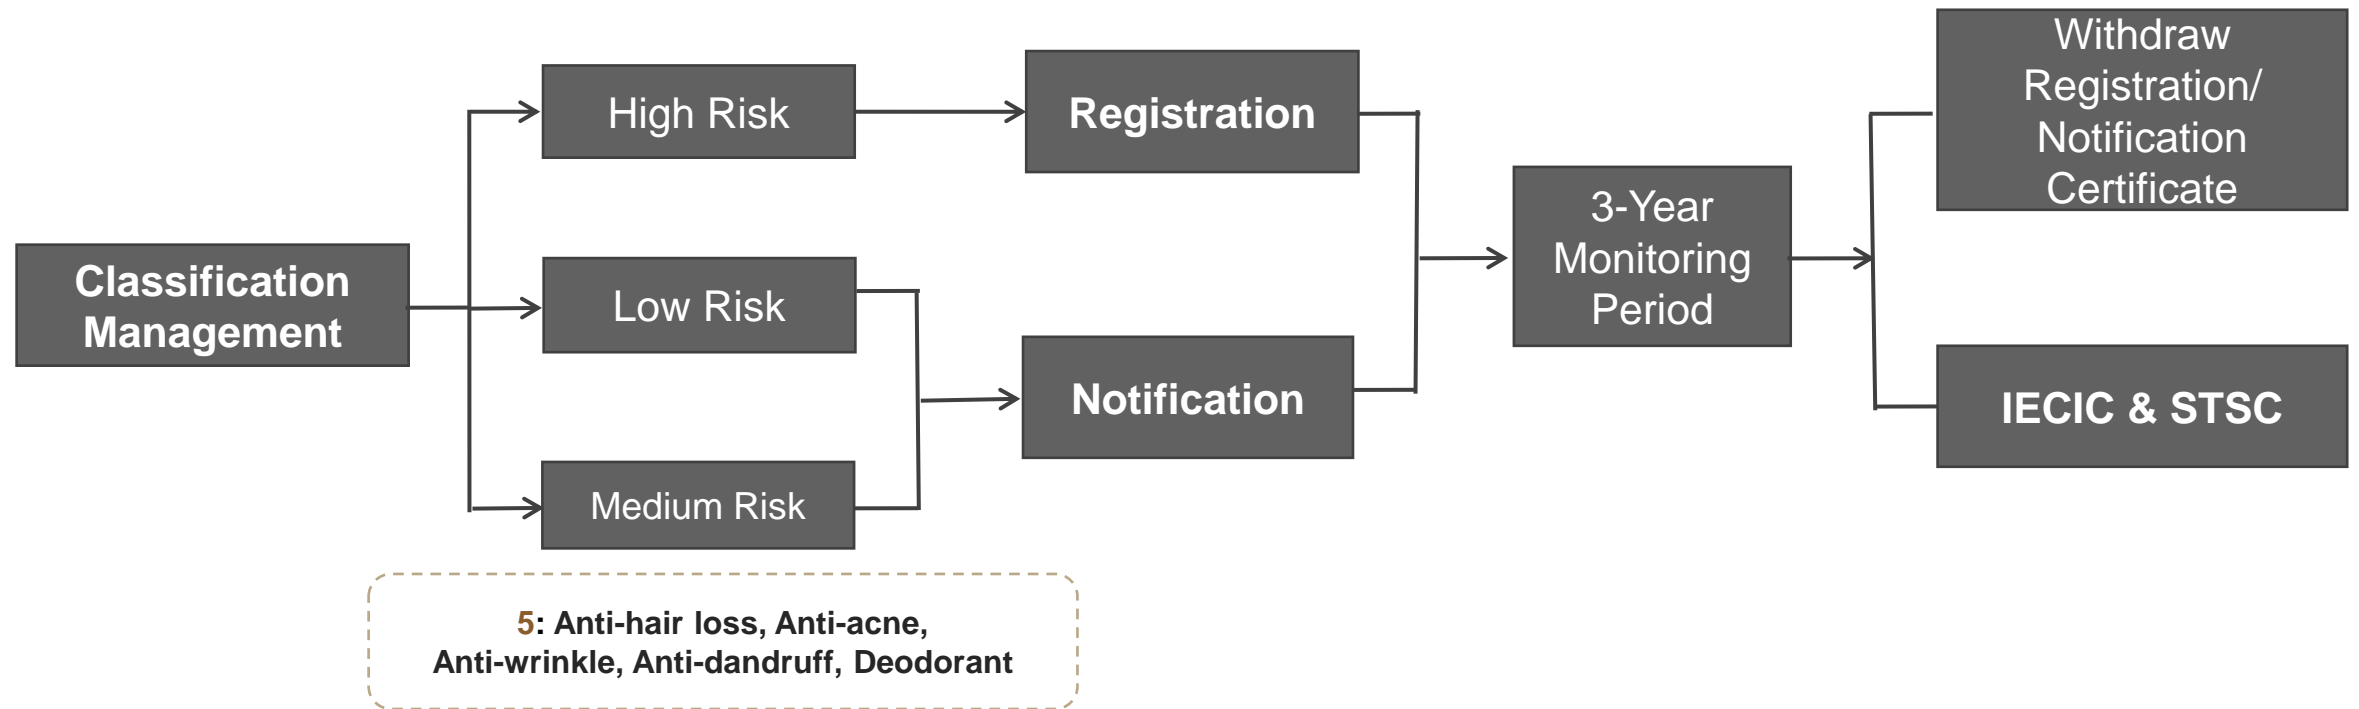 Classification
Management
High Risk
Low Risk
Medium Risk
5: Anti-hair loss, Anti-acne,
Anti-wrinkle, Anti-dandruff, Deodorant
Registration
Notification
3-Year
Monitoring
Period
Withdraw
Registration/
Notification
Certificate
IECIC & STSC